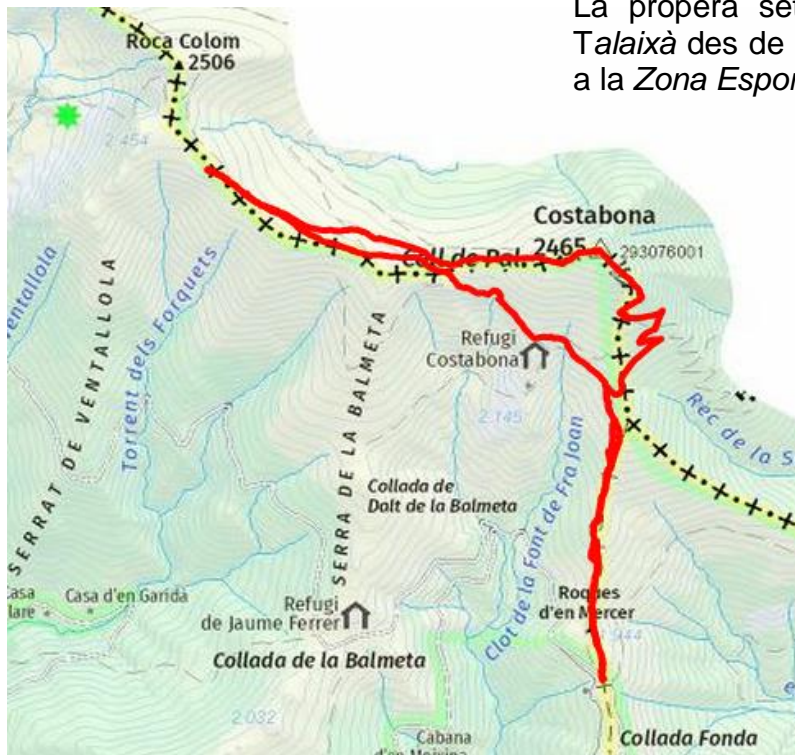 La propera set
Talaixà des de
a la Zona Espor
Roca Colom
2506
2 454
Costabona
2465
293076001
Coll de Pal
Torrent dels Forquets
SERRAT DE VENTALLOLA
SERRA DE LA BALMETA
Refugi
Costabona
2.145
Rec de la S
Collada de
Dalt de la Balmeta
Clot de la Font de Fra Joan
Casa d'en Garidà
Refugi
de Jaume Ferrer
Roques
d'en Mercer
1 944
Collada de la Balmeta
2 032
Cabana
Collada Fonda